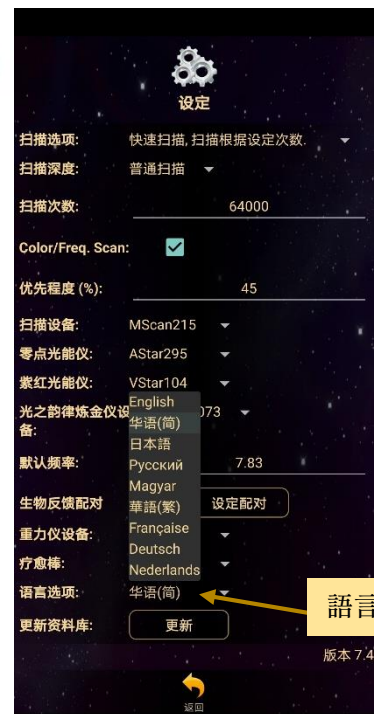 设定
扫描选项: 快速扫描, 扫描根据设定次数.
扫描深度: 普通扫描
扫描次数: 64000
Color/Freq. Scan:
优先程度 (%): 45
扫描设备: MScan215
零点光能仪: AStar295
紫红光能仪: VStar104
English
光之韵律炼金仪设备: 073
华语(简)
日本語
默认频率: Русский 7.83
Magyar
生物反馈配对 華語(繁) 设定配对
重力仪设备: Française
Deutsch
疗愈棒: Nederlands
语言选项: 华语(简)
語言
更新资料库: 更新
版本 7.4
返回